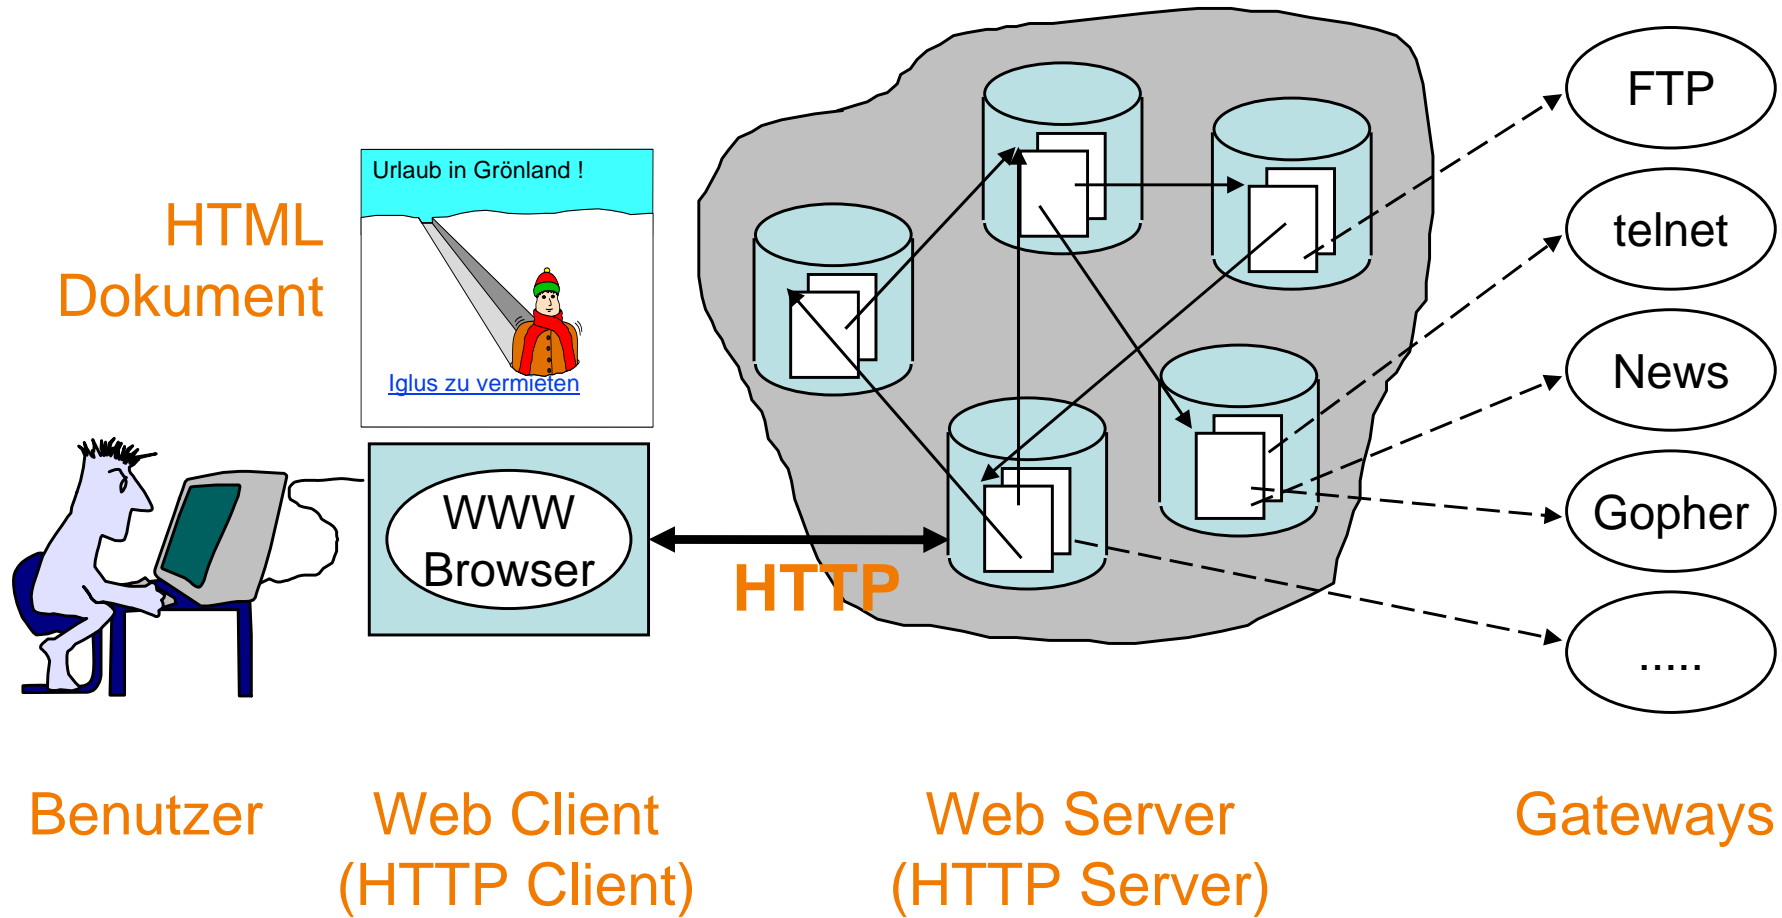 HTML
Dokument
Urlaub in Grönland !
Iglus zu vermieten
WWW
Browser
HTTP
FTP
telnet
News
Gopher
.....
Benutzer
Web Client
(HTTP Client)
Web Server
(HTTP Server)
Gateways